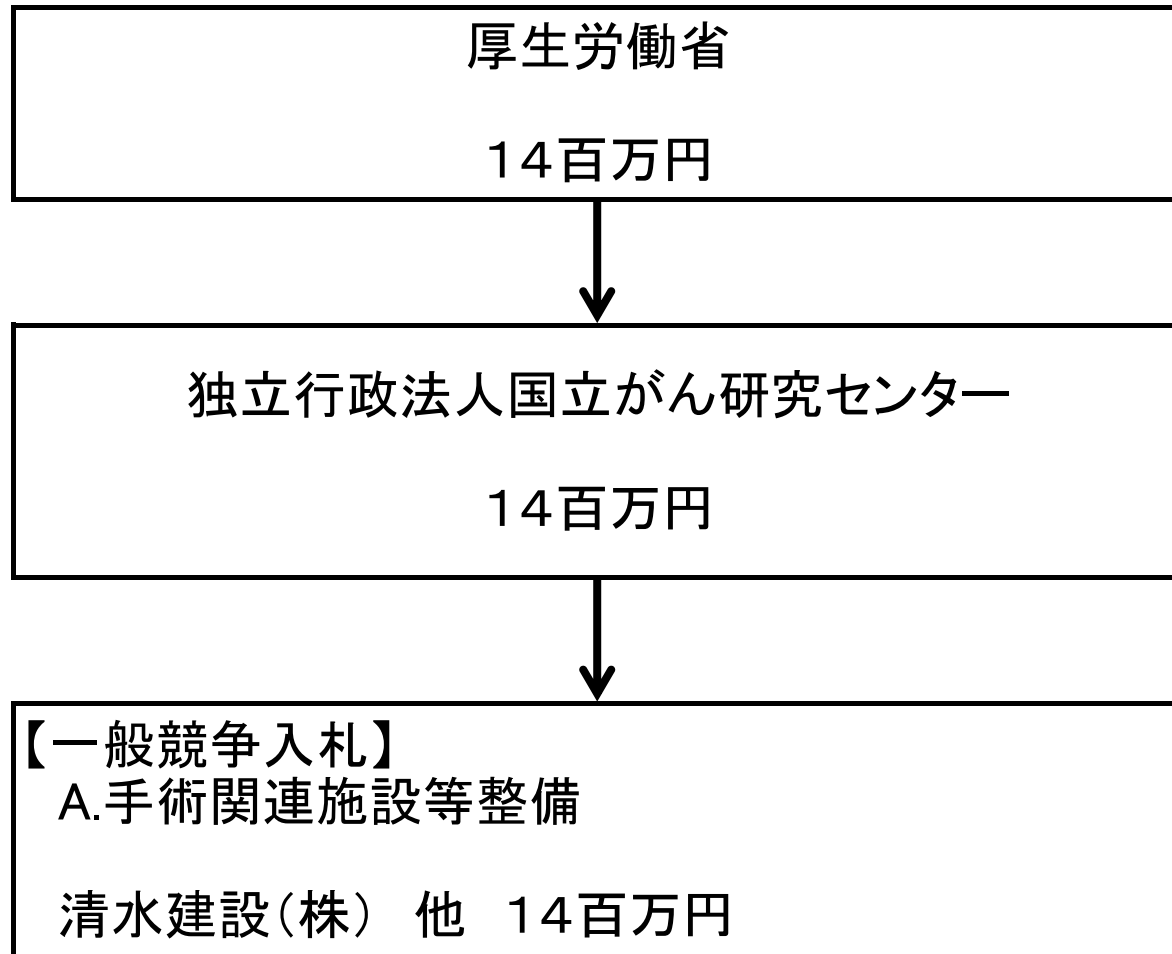 厚生労働省
１４百万円
独立行政法人国立がん研究センター
１４百万円
【一般競争入札】
A.手術関連施設等整備
清水建設（株）　他　１４百万円